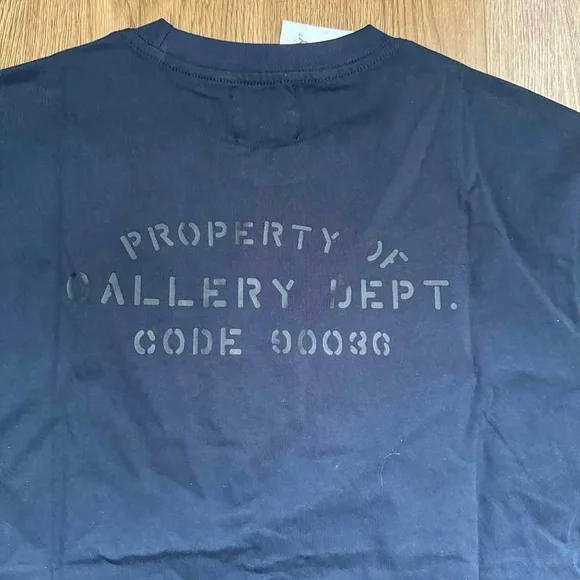 PROPERTY OF
GALLERY DEPT.
CODE 90036